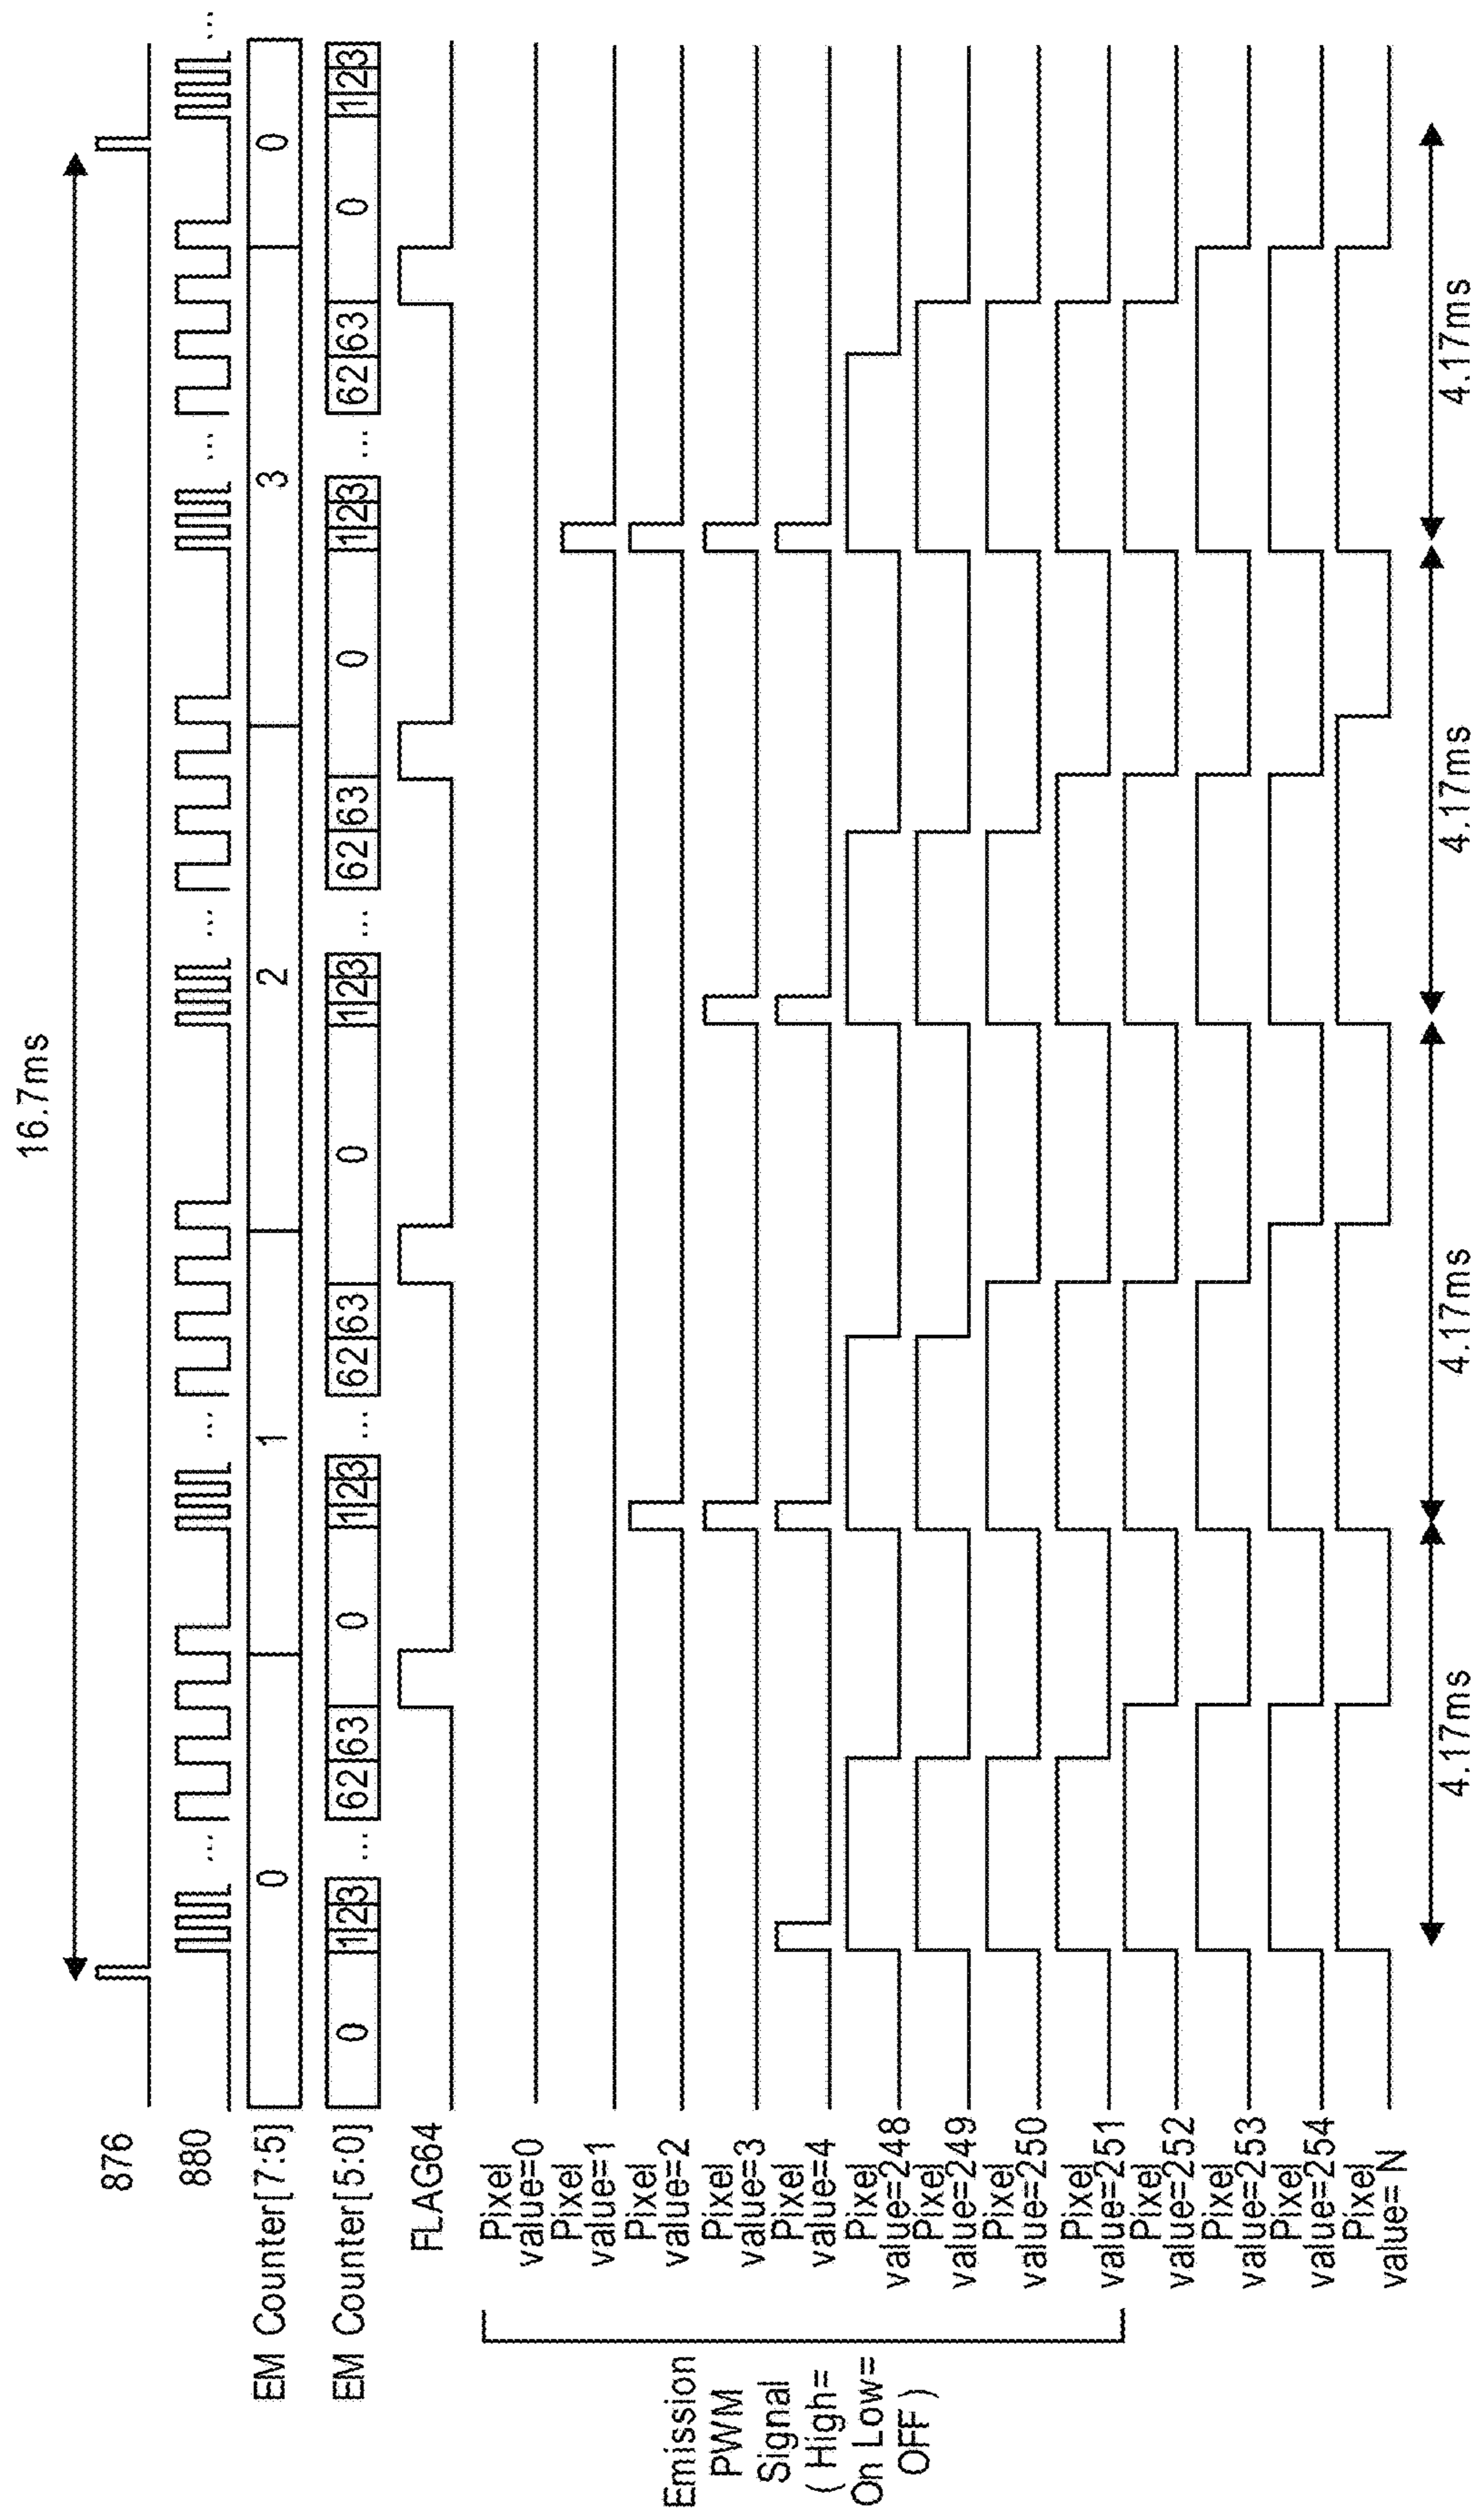 16.7ms
876
880
...
...
...
...
...
EM Counter[7:5]
0
1
2
3
0
EM Counter[5:0]
0
1
2
3
...
62
63
0
1
2
3
...
62
63
0
1
2
3
...
62
63
0
1
2
3
...
62
63
0
1
2
3
FLAG64
Emission
PWM
Signal
( High=
On Low=
OFF )
Pixel
value=0
Pixel
value=1
Pixel
value=2
Pixel
value=3
Pixel
value=4
Pixel
value=248
Pixel
value=249
Pixel
value=250
Pixel
value=251
Pixel
value=252
Pixel
value=253
Pixel
value=254
Pixel
value= N
4.17ms
4.17ms
4.17ms
4.17ms